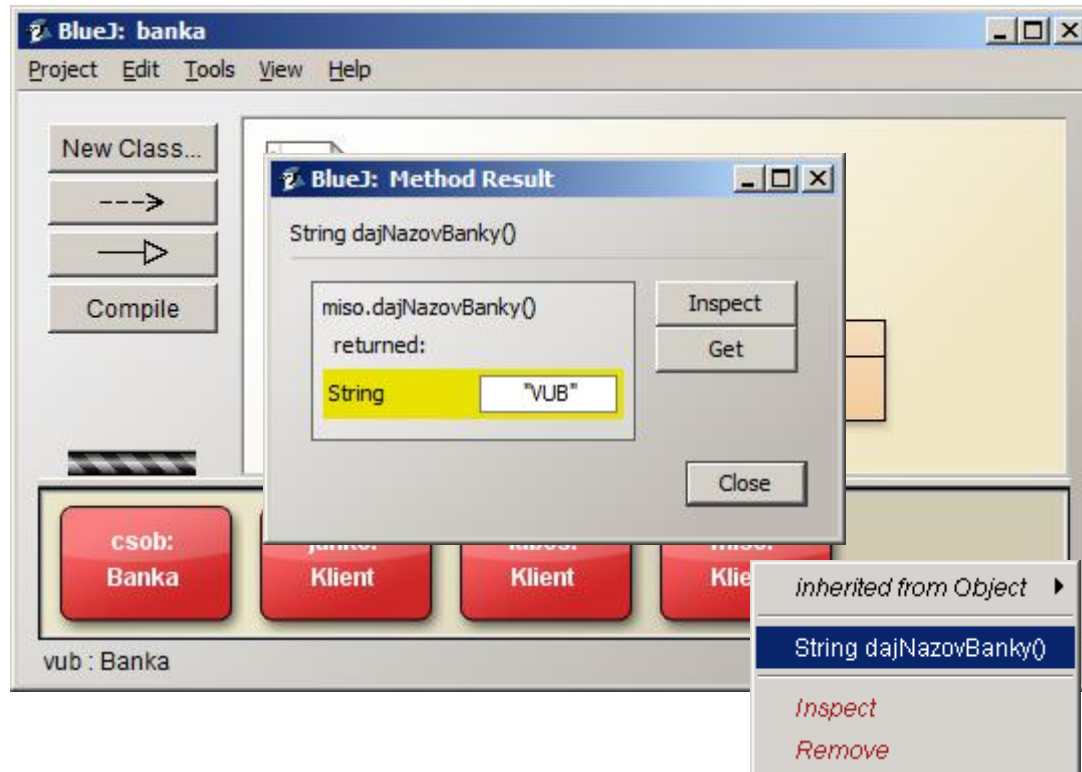 BlueJ: banka
Project Edit Tools View Help
New Class...
Compile
BlueJ: Method Result
String dajNazovBanky()
miso.dajNazovBanky()
returned:
String "VUB"
Inspect
Get
Close
csob:
Banka
Klient
Klient
inherited from Object
String dajNazovBanky()
Inspect
Remove
vub : Banka